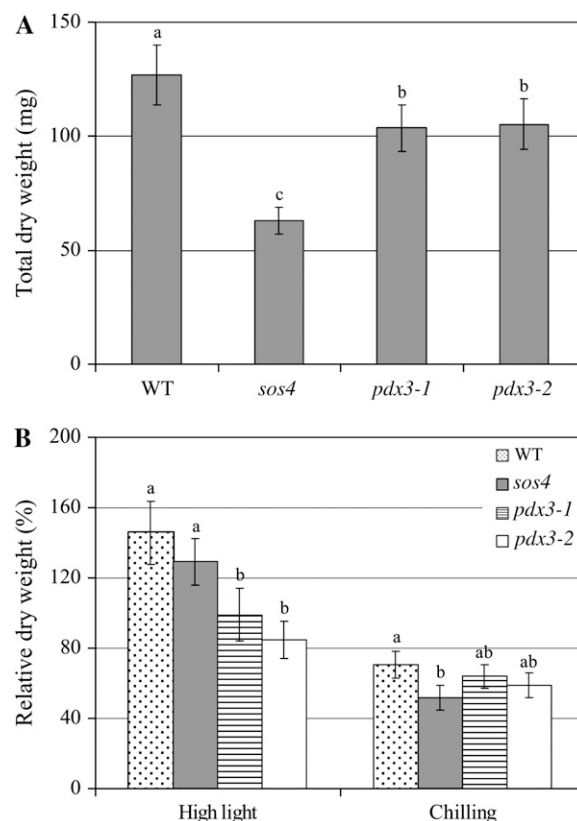 A
150
100
50
0
Total dry weight (mg)
a
c
b
b
WT
sos4
pdx3-1
pdx3-2
B
200
160
120
80
40
0
Relative dry weight (%)
WT
sos4
pdx3-1
pdx3-2
a
a
b
b
a
b
ab
ab
High light
Chilling